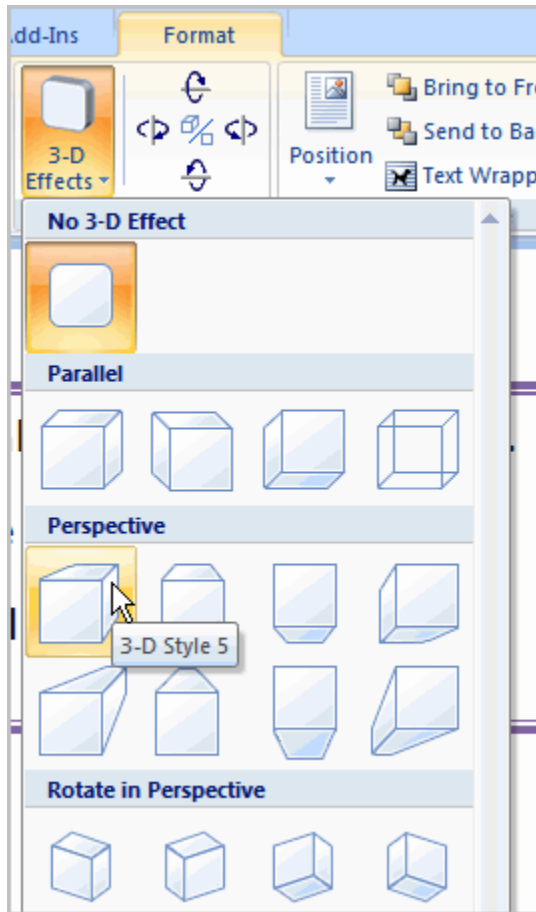 dd-Ins Format
3-D
Effects
Position
Bring to Fr
Send to Ba
Text Wrapp
No 3-D Effect
Parallel
Perspective
3-D Style 5
Rotate in Perspective